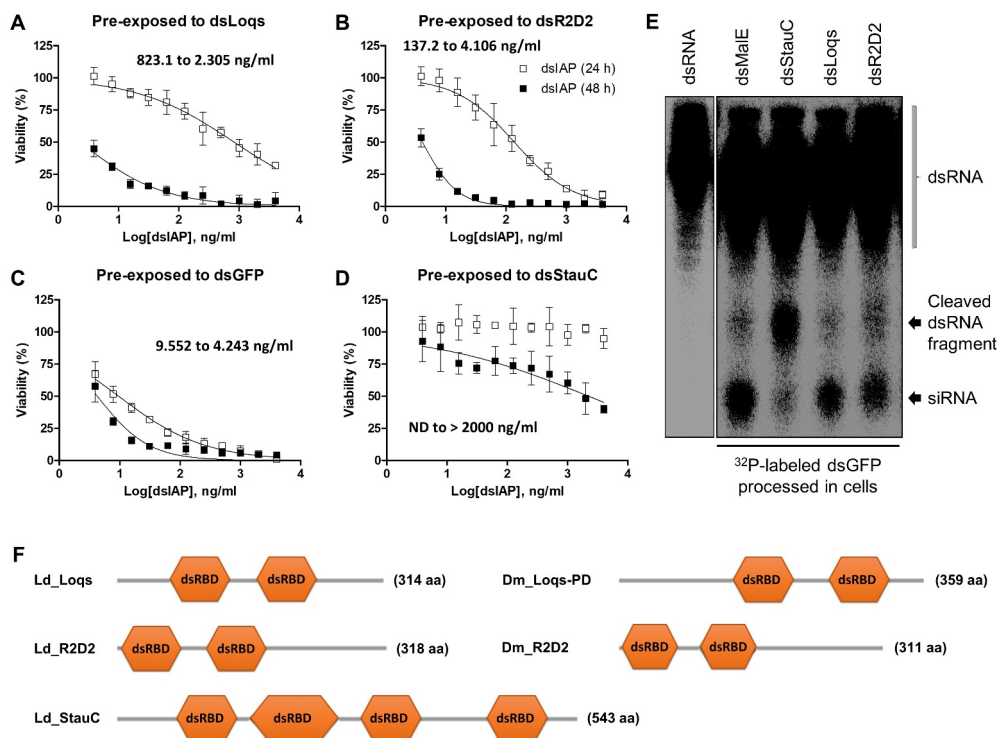 A
Pre-exposed to dsLoqs
823.1 to 2.305 ng/ml
Viability (%)
125
100
75
50
25
0
0 1 2 3 4
Log[dsIAP], ng/ml
B
Pre-exposed to dsR2D2
137.2 to 4.106 ng/ml
dsIAP (24 h)
dsIAP (48 h)
Viability (%)
125
100
75
50
25
0
0 1 2 3 4
Log[dsIAP], ng/ml
C
Pre-exposed to dsGFP
9.552 to 4.243 ng/ml
Viability (%)
125
100
75
50
25
0
0 1 2 3 4
Log[dsIAP], ng/ml
D
Pre-exposed to dsStauC
ND to > 2000 ng/ml
Viability (%)
125
100
75
50
25
0
0 1 2 3 4
Log[dsIAP], ng/ml
E
dsRNA
dsMalE
dsStauC
dsLoqs
dsR2D2
dsRNA
Cleaved
dsRNA
fragment
siRNA
³²P-labeled dsGFP
processed in cells
F
Ld_Loqs dsRBD dsRBD (314 aa)
Dm_Loqs-PD dsRBD dsRBD (359 aa)
Ld_R2D2 dsRBD dsRBD (318 aa)
Dm_R2D2 dsRBD dsRBD (311 aa)
Ld_StauC dsRBD dsRBD dsRBD dsRBD (543 aa)